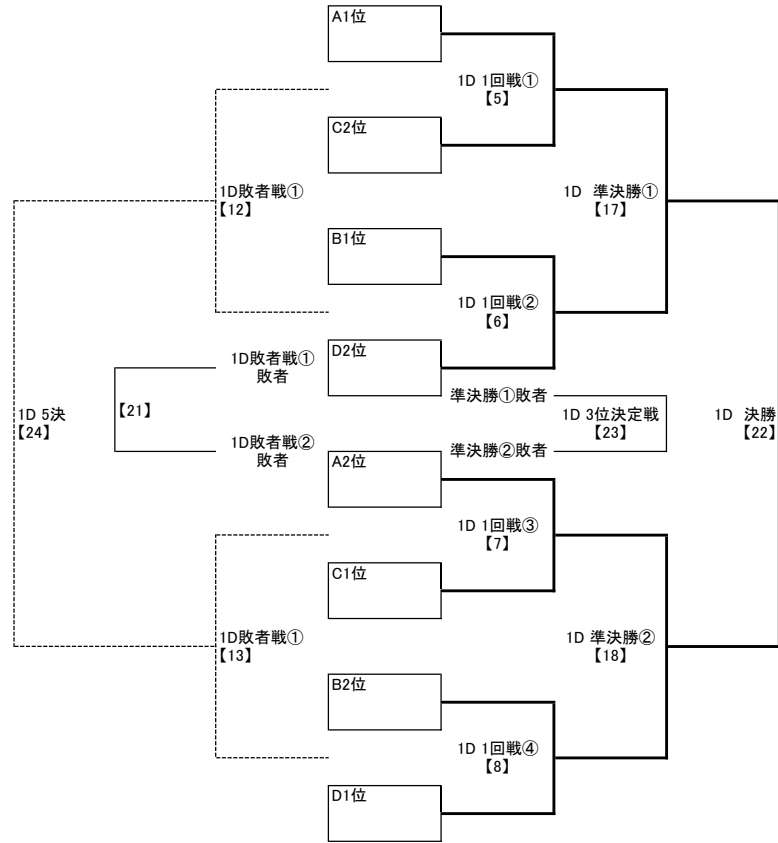 A1位
1D 1回戦①
【5】
C2位
1D敗者戦①
【12】
1D 準決勝①
【17】
B1位
1D 1回戦②
【6】
D2位
1D敗者戦①
敗者
準決勝①敗者
1D 5決
【24】
【21】
1D 3位決定戦
【23】
1D 決勝
【22】
1D敗者戦②
敗者
準決勝②敗者
A2位
1D 1回戦③
【7】
C1位
1D敗者戦①
【13】
1D 準決勝②
【18】
B2位
1D 1回戦④
【8】
D1位